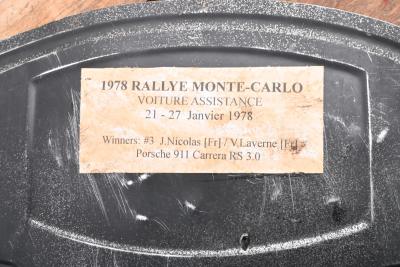 1978 RALLYE MONTE-CARLO
VOITURE ASSISTANCE
21 - 27 Janvier 1978
Winners: #3 J.Nicolas [Fr] / V.Laverne [Fr]
Porsche 911 Carrera RS 3.0